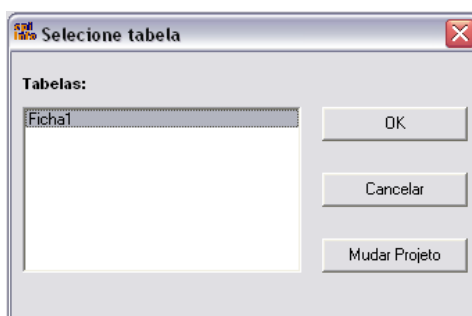 Selecione tabela
Tabelas:
Ficha1
OK
Cancelar
Mudar Projeto